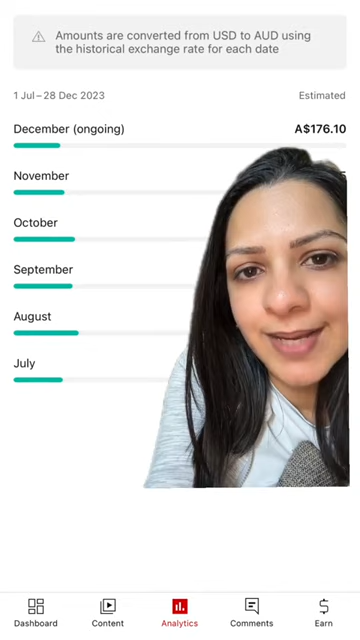 Amounts are converted from USD to AUD using
the historical exchange rate for each date
1 Jul – 28 Dec 2023 Estimated
December (ongoing) A$176.10
November
October
September
August
July
Dashboard Content Analytics Comments Earn